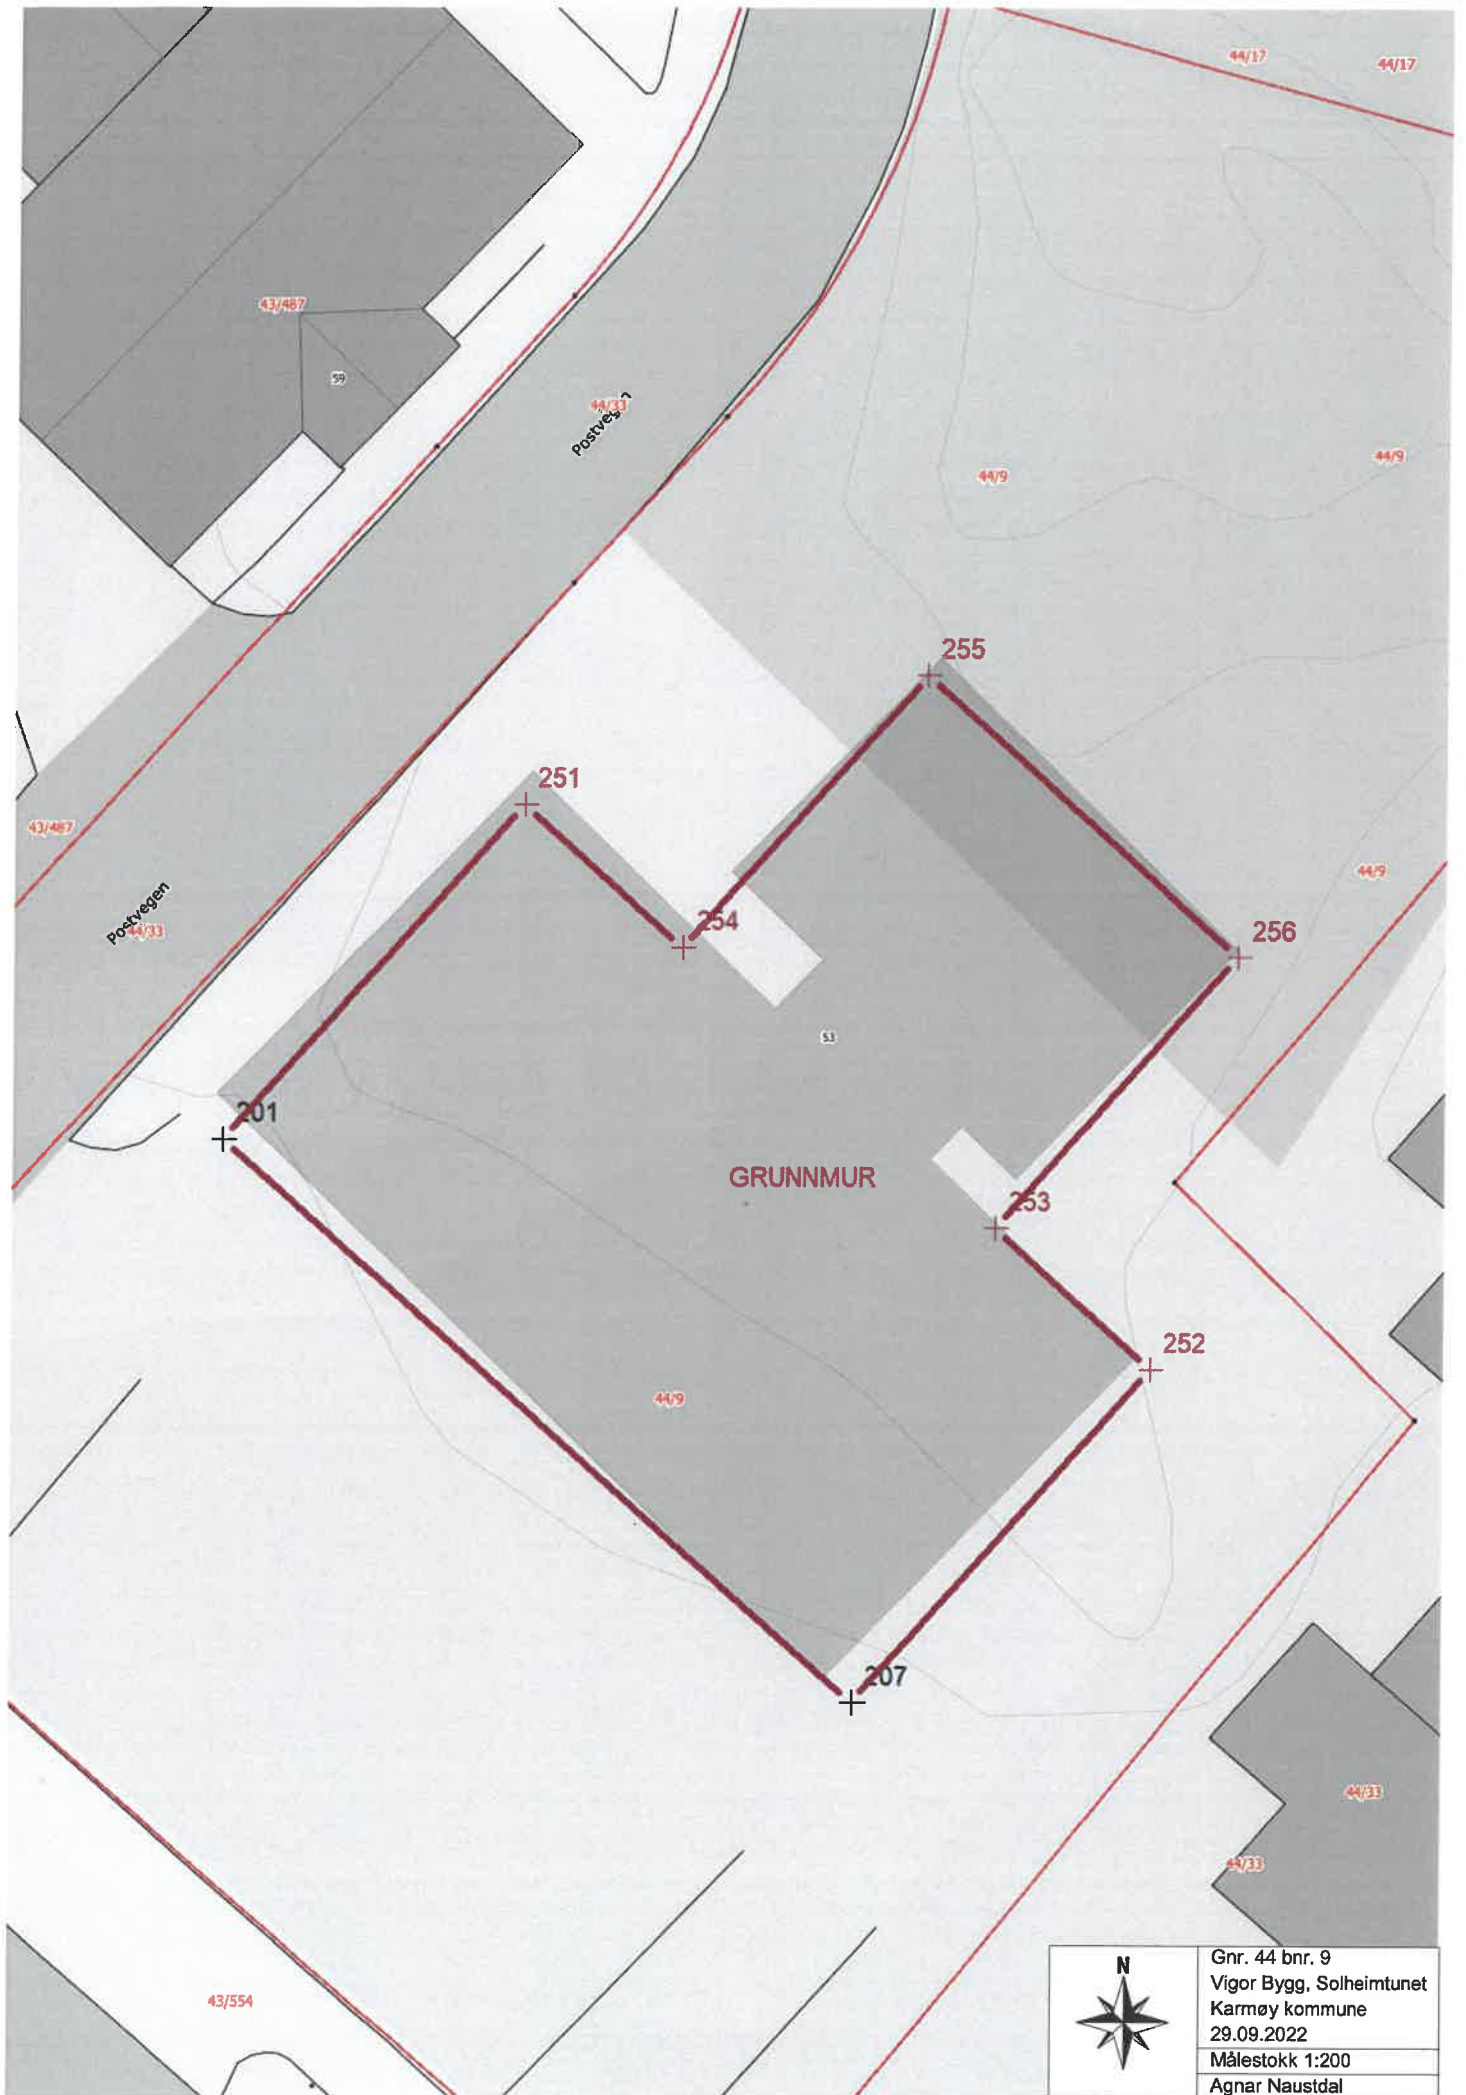 44/17
44/17
43/487
59
44/33
Postvegen
44/9
44/9
255
251
43/487
44/9
Postvegen
44/33
254
256
53
201
GRUNNMUR
253
252
44/9
207
44/33
44/33
43/554
N
Gnr. 44 bnr. 9
Vigor Bygg, Solheimtunet
Karmøy kommune
29.09.2022
Målestokk 1:200
Agnar Naustdal